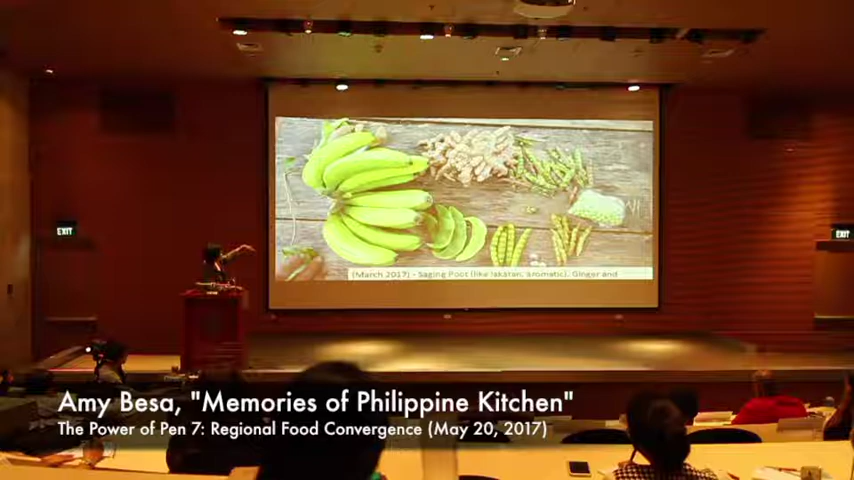 EXIT
EXIT
(March 2017) - Saging Poot (like lakatan, aromatic). Ginger and
Amy Besa, "Memories of Philippine Kitchen"
The Power of Pen 7: Regional Food Convergence (May 20, 2017)